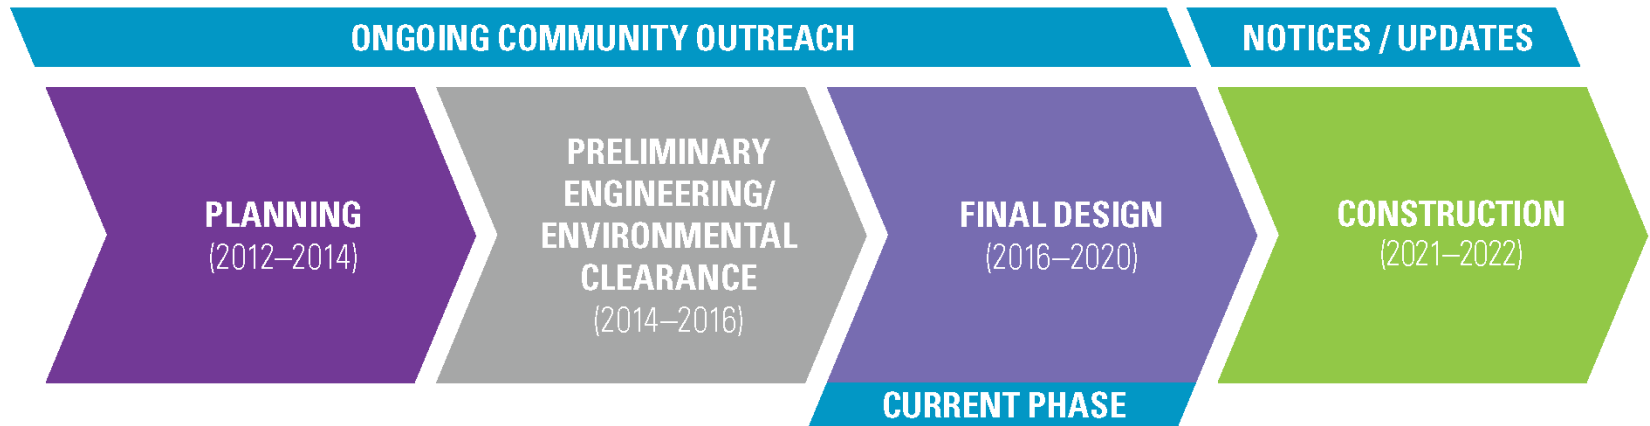 ONGOING COMMUNITY OUTREACH
NOTICES / UPDATES
PLANNING
(2012–2014)
PRELIMINARY
ENGINEERING/
ENVIRONMENTAL
CLEARANCE
(2014–2016)
FINAL DESIGN
(2016–2020)
CONSTRUCTION
(2021–2022)
CURRENT PHASE